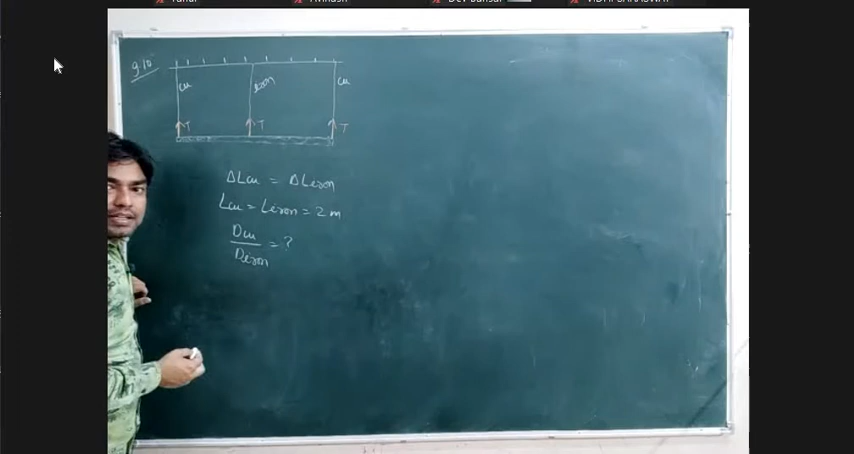 9.10
Cu iron Cu
T T T
ΔLcu = ΔLiron
Lcu = Liron = 2 m
Dcu / Diron = ?